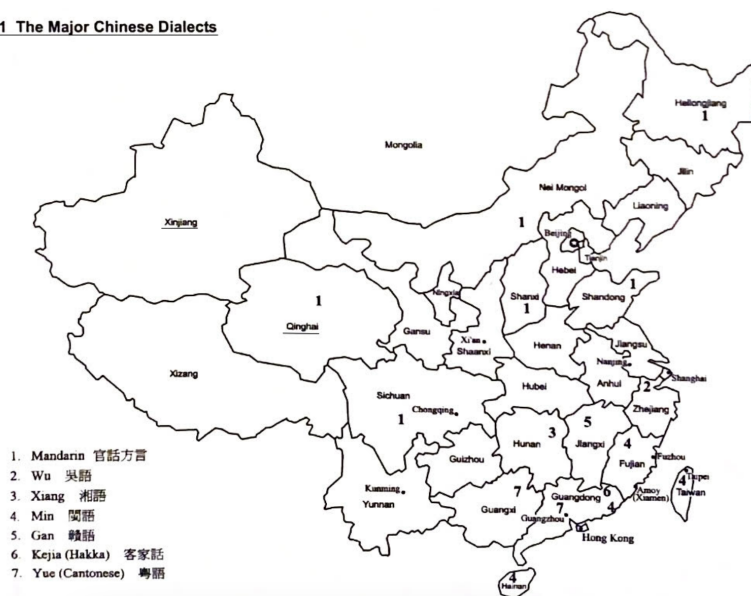 1 The Major Chinese Dialects
Heilongjiang
1
Mongolia
Jilin
Nei Mongol
Liaoning
Xinjiang
1
Beijing
Tianjin
Hebei
1
Ningxia
Shanxi
1
1
Shandong
Qinghai
Gansu
Xi'an
Shaanxi
Henan
Jiangsu
Nanjing
Xizang
Shanghai
Sichuan
Hubei
Anhui
2
Zhejiang
1
Chongqing
3
5
Hunan
Jiangxi
4
Fujian
Fuzhou
Guizhou
Taipei
4
Taiwan
Kunming
Yunnan
7
Guangxi
6
Guangdong
7
4
Guangzhou
Amoy
(Xiamen)
Hong Kong
4
Hainan
1. Mandarin 官話方言
2. Wu 吳語
3. Xiang 湘語
4. Min 閩語
5. Gan 贛語
6. Kejia (Hakka) 客家話
7. Yue (Cantonese) 粵語